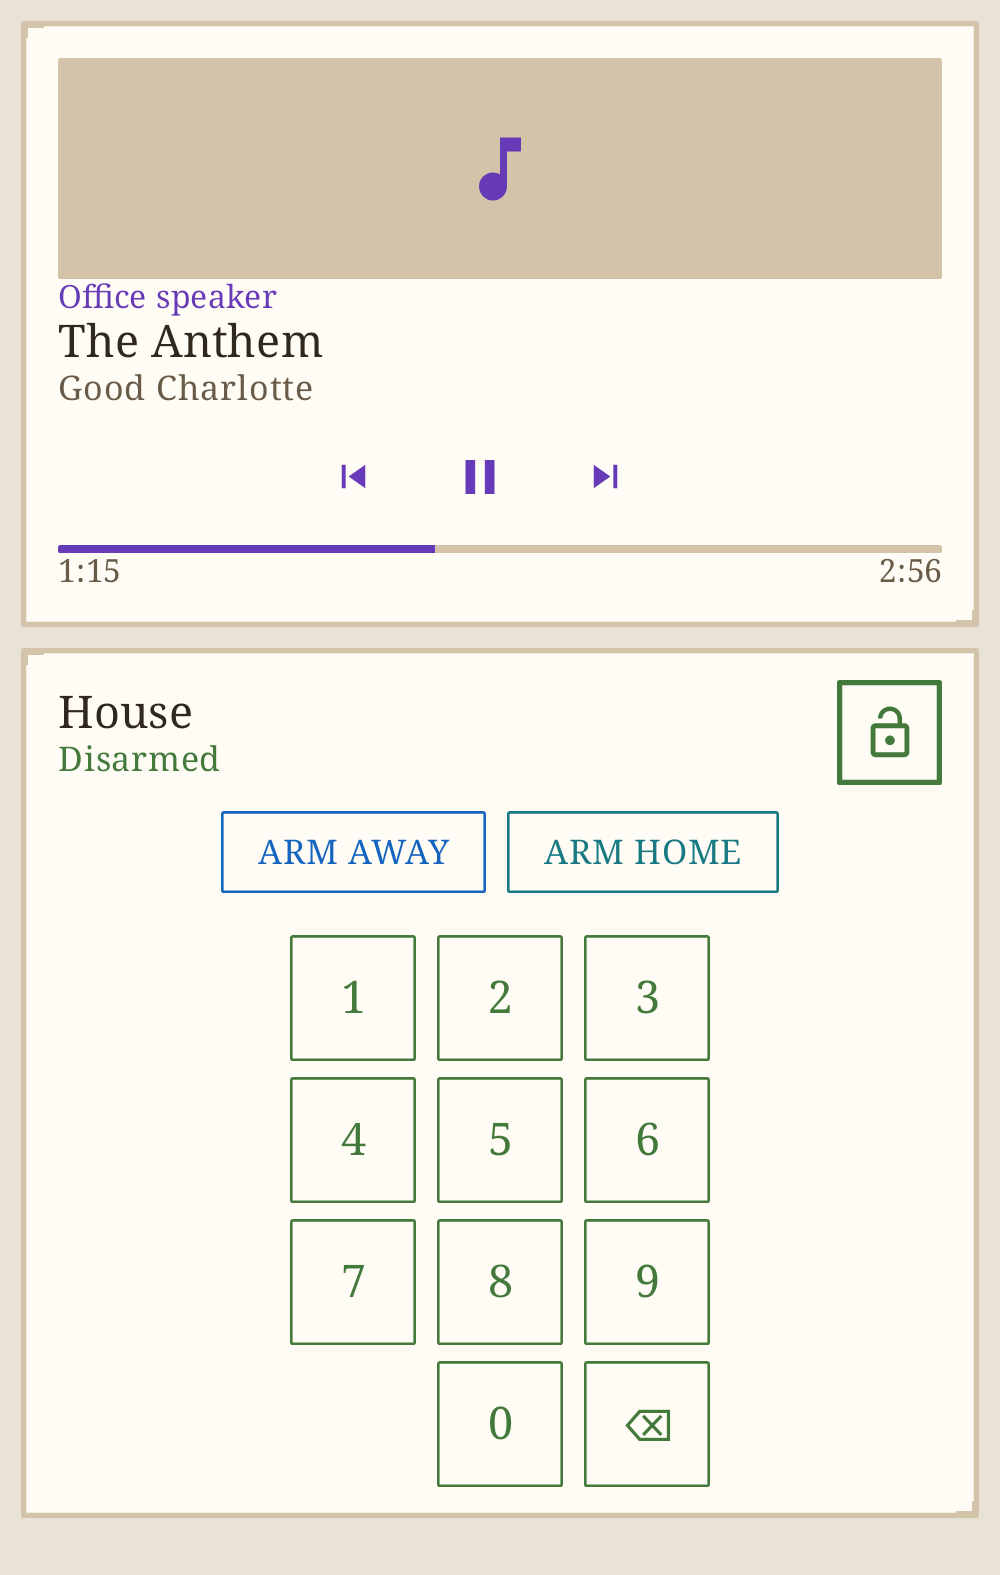 Office speaker
The Anthem
Good Charlotte
1:15 2:56
House
Disarmed
ARM AWAY ARM HOME
1 2 3
4 5 6
7 8 9
0